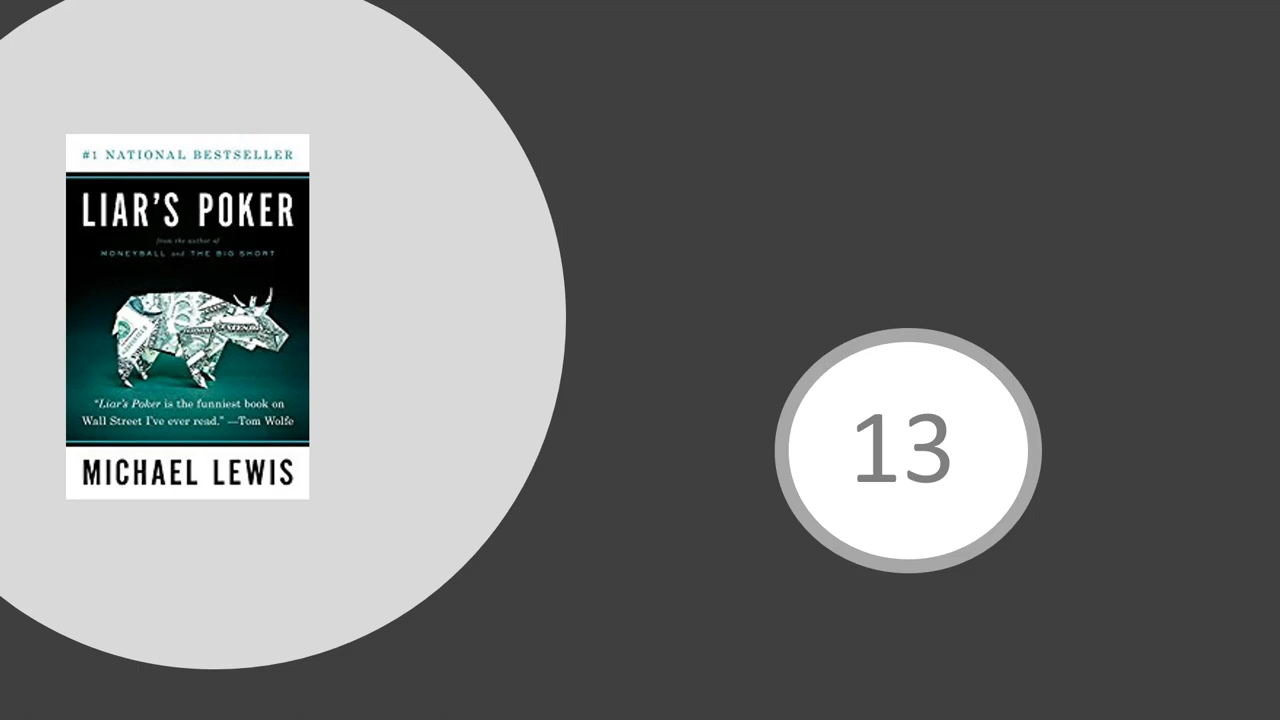 #1 NATIONAL BESTSELLER
LIAR'S POKER
from the author of
MONEYBALL and THE BIG SHORT
"Liar's Poker is the funniest book on
Wall Street I've ever read." —Tom Wolfe
MICHAEL LEWIS
13